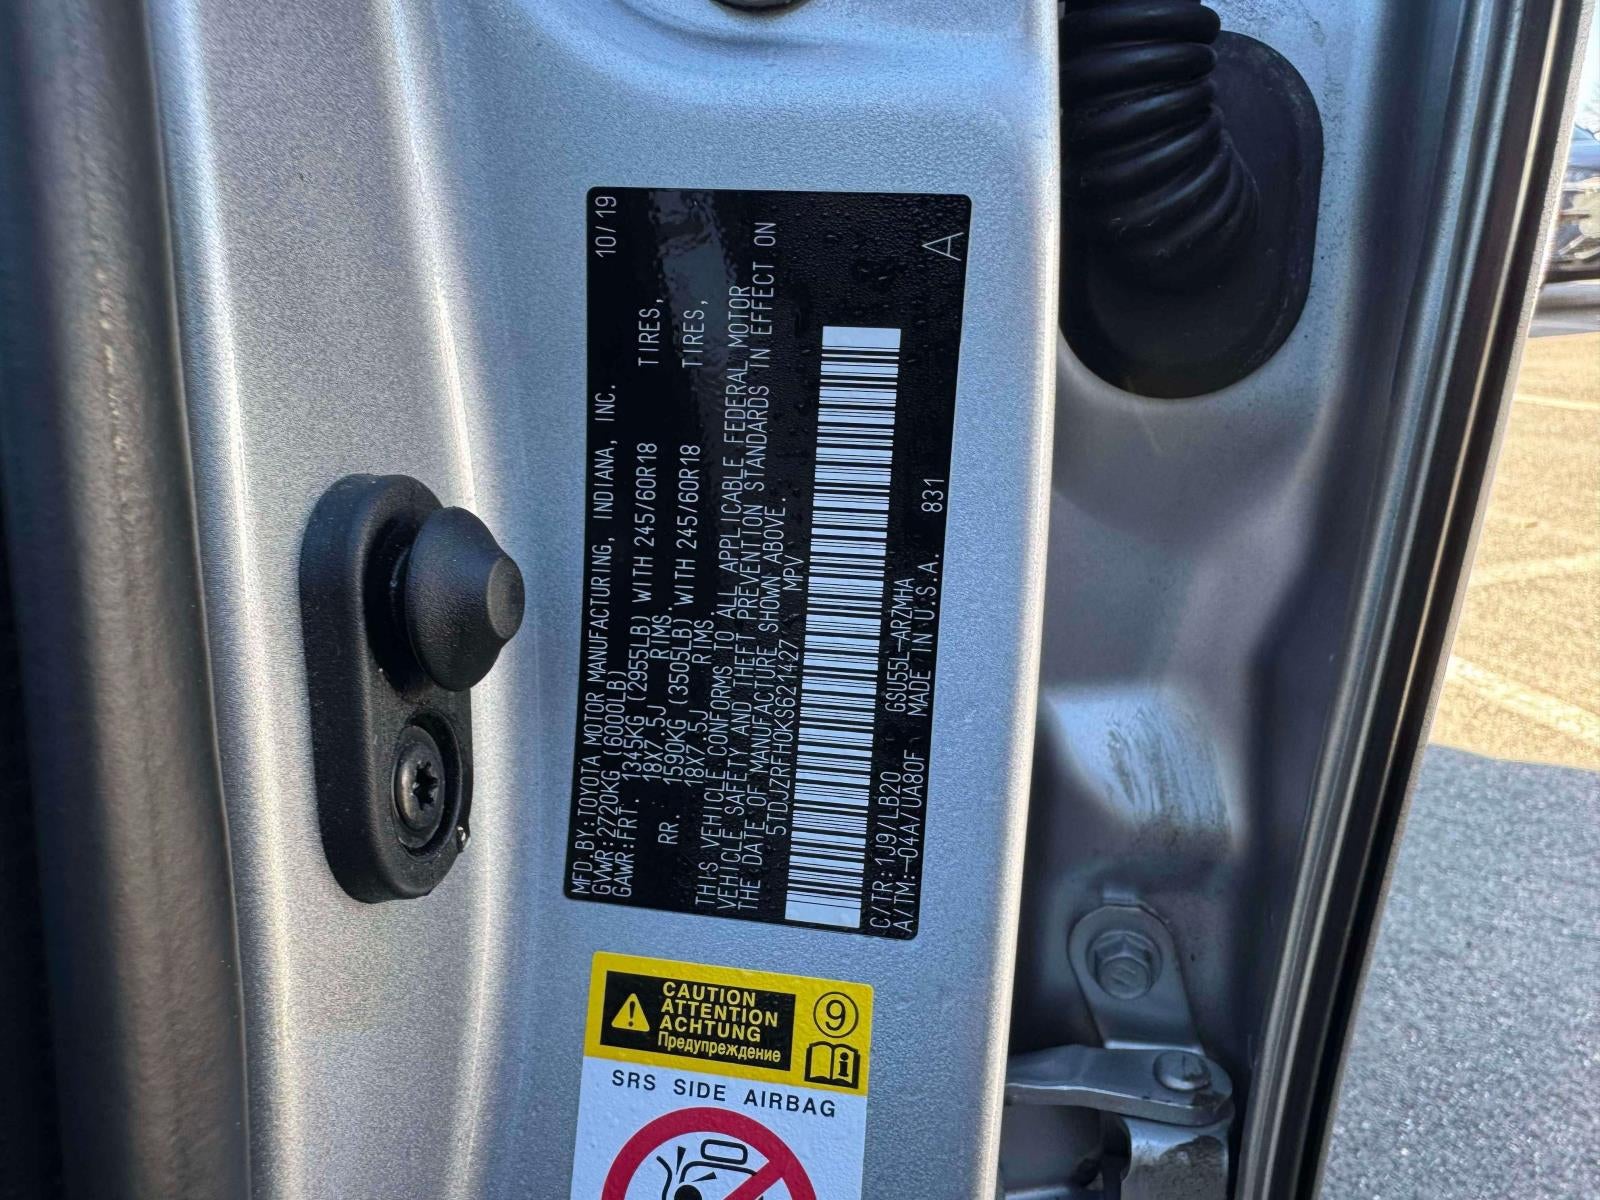 MFD.BY:TOYOTA MOTOR MANUFACTURING, INDIANA, INC. 10/19
GVWR:2720KG (6000LB)
GAWR:FRT. 1345KG (2955LB) WITH 245/60R18 TIRES,
18X7.5J RIMS.
RR. 1590KG (3505LB) WITH 245/60R18 TIRES,
18X7.5J RIMS.
THIS VEHICLE CONFORMS TO ALL APPLICABLE FEDERAL MOTOR
VEHICLE SAFETY AND THEFT PREVENTION STANDARDS IN EFFECT ON
THE DATE OF MANUFACTURE SHOWN ABOVE.
5TDJZRFH0KS621427 MPV
C/TR:1J9/LB20 GSU55L-ARZMHA
A/TM:-04A/UA80F MADE IN U.S.A. 831 A
CAUTION
ATTENTION
ACHTUNG
Предупреждение
9
i
SRS SIDE AIRBAG